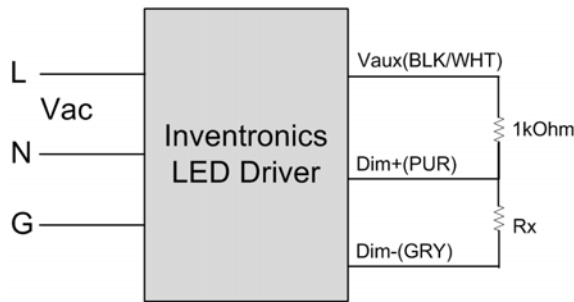 L
Vac
N
G
Inventronics
LED Driver
Vaux(BLK/WHT)
1kOhm
Dim+(PUR)
Rx
Dim-(GRY)